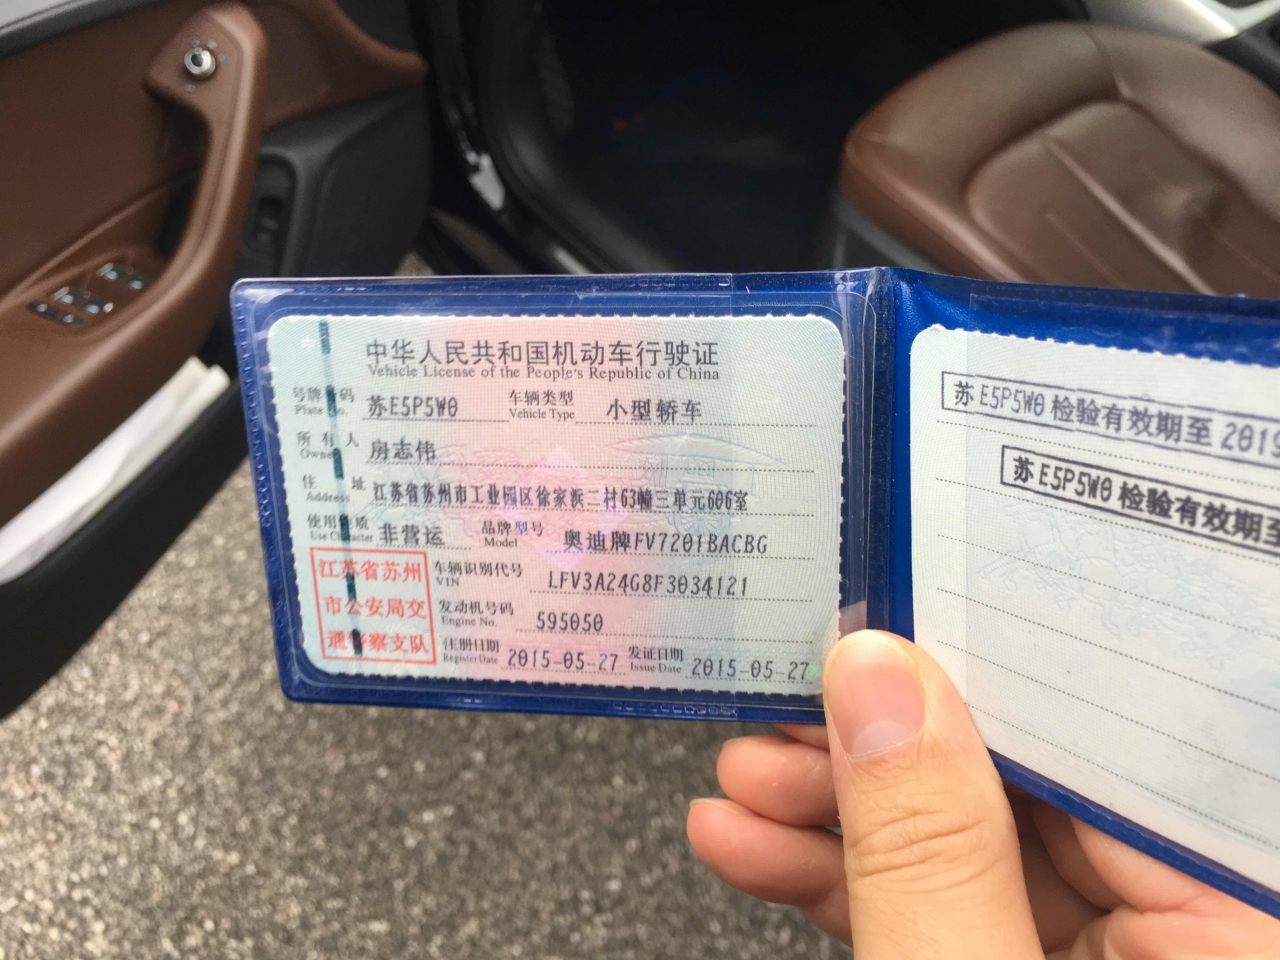 中华人民共和国机动车行驶证
Vehicle License of the People's Republic of China
号牌号码 苏E5P5W0 车辆类型 小型轿车
Plate No. Vehicle Type
所有人 房志伟
Owner
住址 江苏省苏州市工业园区徐家浜二村63幢三单元606室
Address
使用性质 非营运 品牌型号 奥迪牌FV7201BACBG
Use Character Model
江苏省苏州
市公安局交
通警察支队
车辆识别代号 LFV3A24G8F3034121
VIN
发动机号码 595050
Engine No.
注册日期 2015-05-27 发证日期 2015-05-27
Register Date Issue Date
苏E5P5W0 检验有效期至 2019
苏E5P5W0 检验有效期至